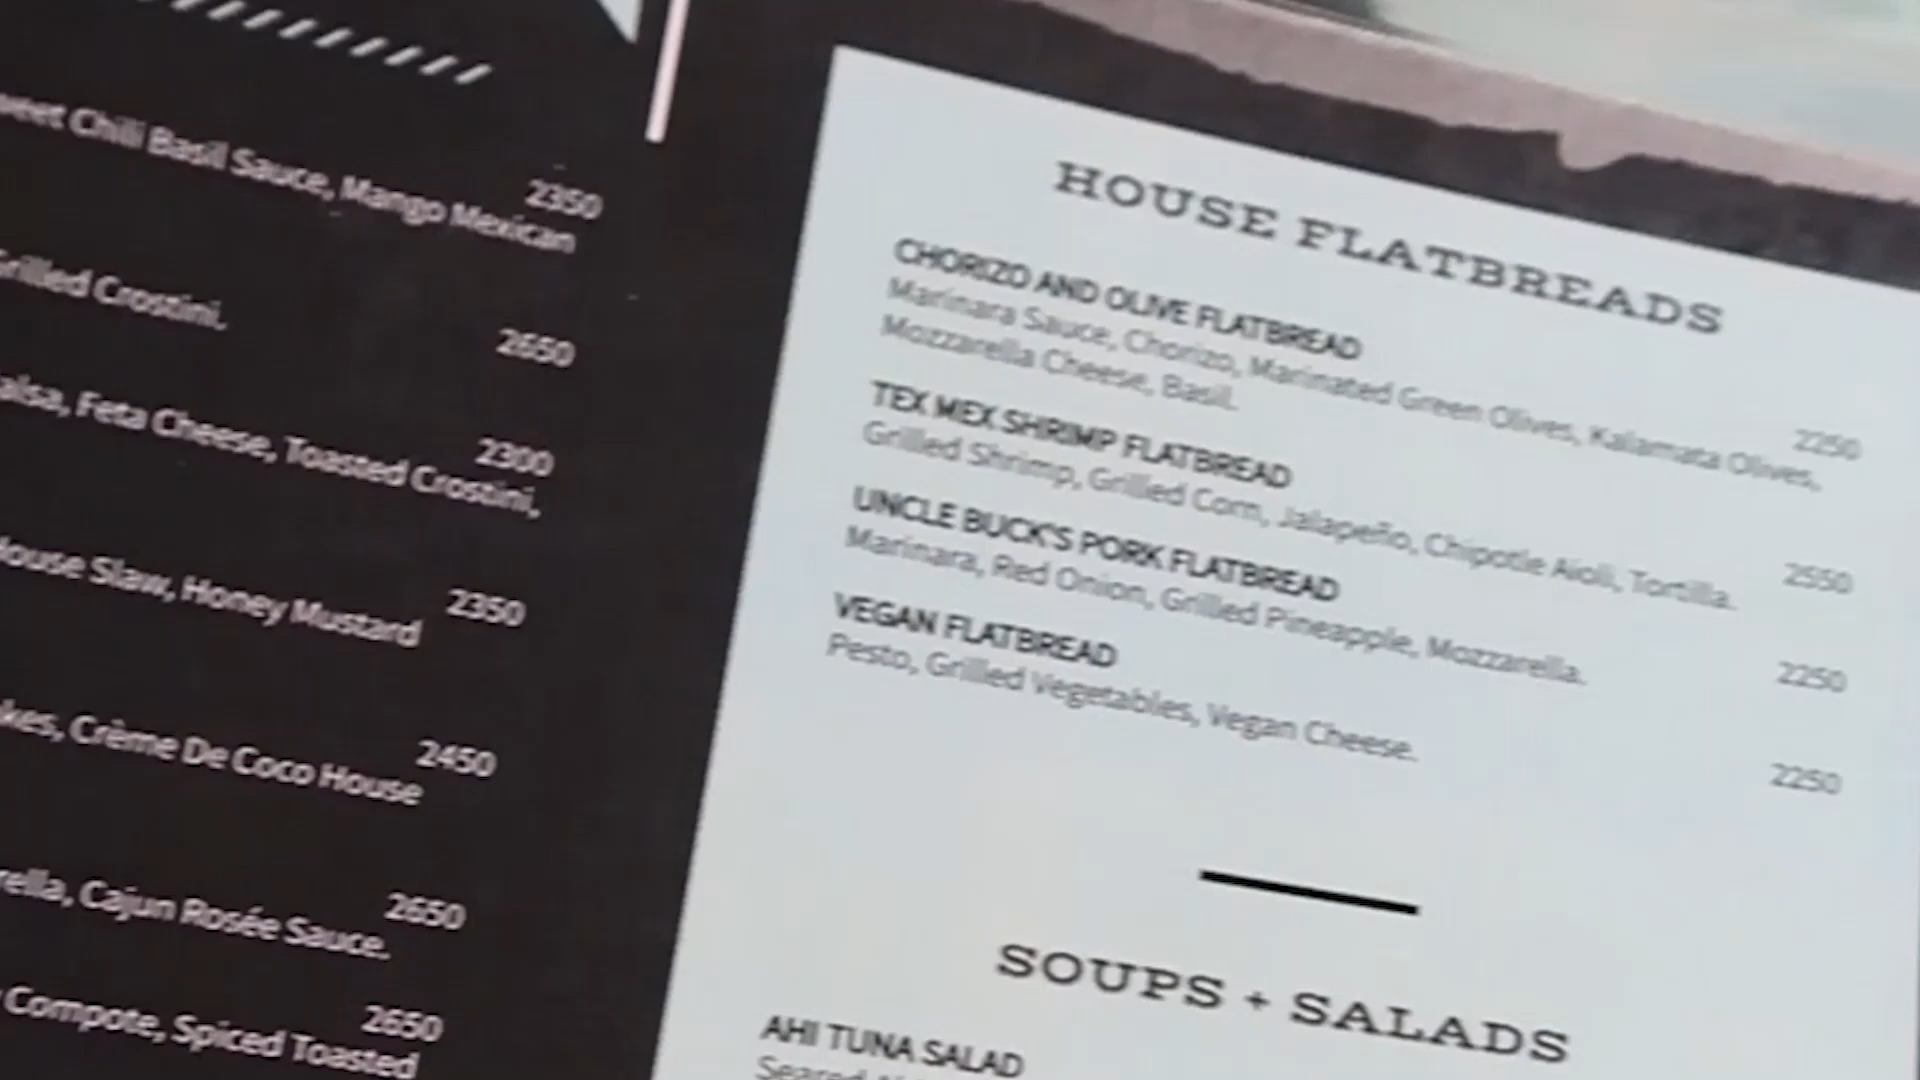 weet Chili Basil Sauce, Mango Mexican
2350
Grilled Crostini,
2650
alsa, Feta Cheese, Toasted Crostini,
2300
House Slaw, Honey Mustard
2350
kes, Crème De Coco House
2450
rella, Cajun Rosée Sauce.
2650
Compote, Spiced Toasted
2650
HOUSE FLATBREADS
CHORIZO AND OLIVE FLATBREAD
2250
Marinara Sauce, Chorizo, Marinated Green Olives, Kalamata Olives,
Mozzarella Cheese, Basil.
TEX MEX SHRIMP FLATBREAD
2550
Grilled Shrimp, Grilled Corn, Jalapeño, Chipotle Aioli, Tortilla.
UNCLE BUCK'S PORK FLATBREAD
2250
Marinara, Red Onion, Grilled Pineapple, Mozzarella.
VEGAN FLATBREAD
2250
Pesto, Grilled Vegetables, Vegan Cheese.
SOUPS + SALADS
AHI TUNA SALAD
Seared